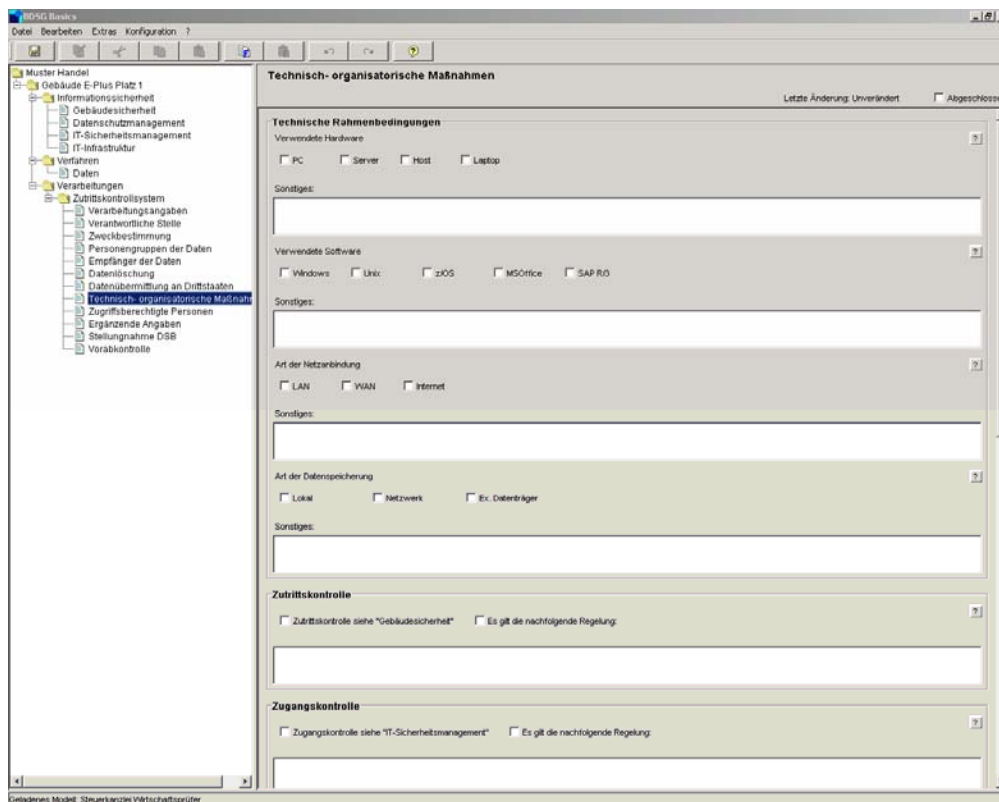 BDSG Basics
Datei Bearbeiten Extras Konfiguration ?
Muster Handel
Gebäude E-Plus Platz 1
Informationssicherheit
Gebäudesicherheit
Datenschutzmanagement
IT-Sicherheitsmanagement
IT-Infrastruktur
Verfahren
Daten
Verarbeitungen
Zutrittskontrollsystem
Verarbeitungsangaben
Verantwortliche Stelle
Zweckbestimmung
Personengruppen der Daten
Empfänger der Daten
Datenlöschung
Datenübermittlung an Drittstaaten
Technisch- organisatorische Maßnahm
Zugriffsberechtigte Personen
Ergänzende Angaben
Stellungnahme DSB
Vorabkontrolle
Technisch- organisatorische Maßnahmen
Letzte Änderung: Unverändert Abgeschlosse
Technische Rahmenbedingungen
Verwendete Hardware ?
PC Server Host Laptop
Sonstiges:
Verwendete Software ?
Windows Unix z/OS MSOffice SAP R/3
Sonstiges:
Art der Netzanbindung ?
LAN WAN Internet
Sonstiges:
Art der Datenspeicherung ?
Lokal Netzwerk Ex. Datenträger
Sonstiges:
Zutrittskontrolle
?
Zutrittskontrolle siehe "Gebäudesicherheit" Es gilt die nachfolgende Regelung:
Zugangskontrolle
?
Zugangskontrolle siehe "IT-Sicherheitsmanagement" Es gilt die nachfolgende Regelung:
Geladenes Modell: Steuerkanzlei Wirtschaftsprüfer